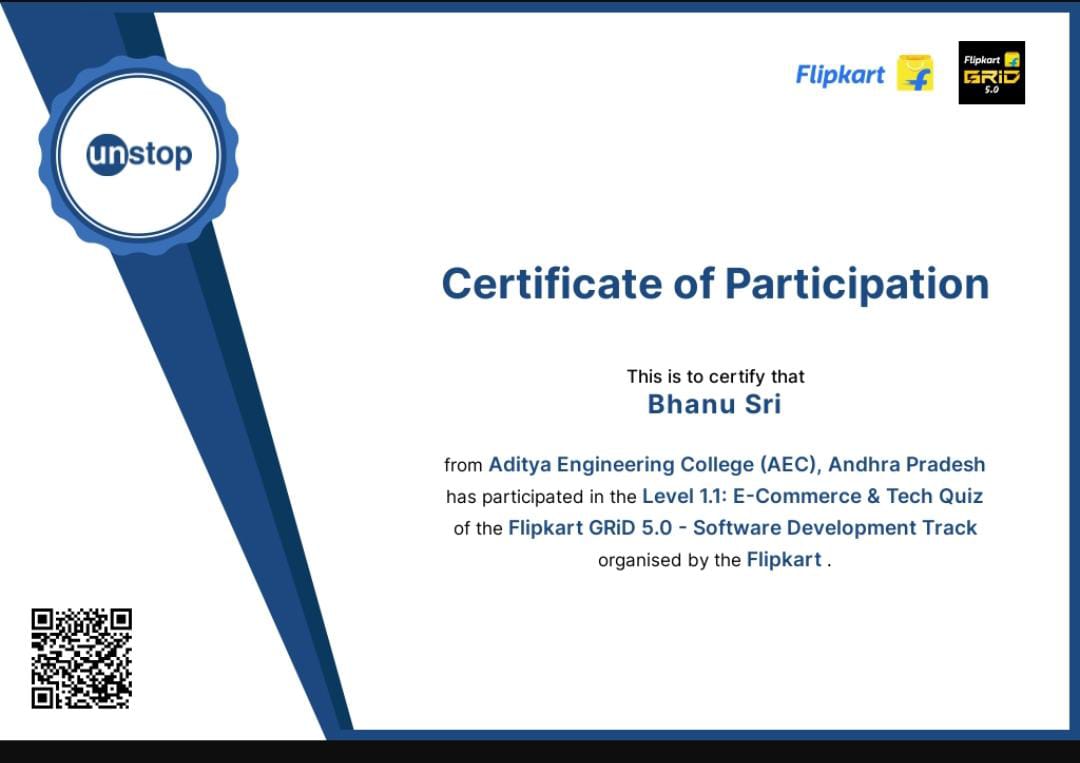 unstop
Flipkart
Flipkart
GRiD
5.0
Certificate of Participation
This is to certify that
Bhanu Sri
from Aditya Engineering College (AEC), Andhra Pradesh
has participated in the Level 1.1: E-Commerce & Tech Quiz
of the Flipkart GRiD 5.0 - Software Development Track
organised by the Flipkart .